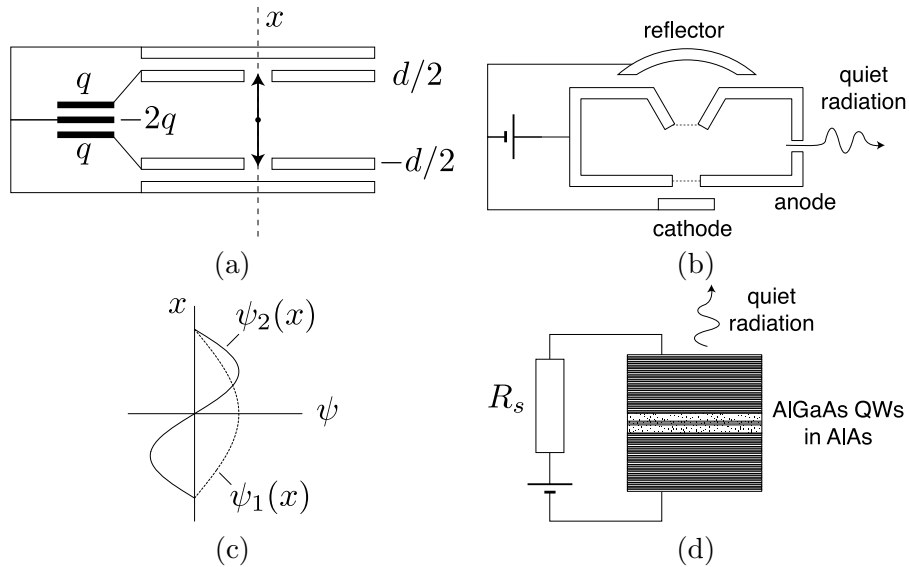 x
q
d/2
−2q
q
−d/2
(a)
reflector
quiet
radiation
anode
cathode
(b)
x
ψ₂(x)
ψ
ψ₁(x)
(c)
quiet
radiation
Rₛ
AlGaAs QWs
in AlAs
(d)